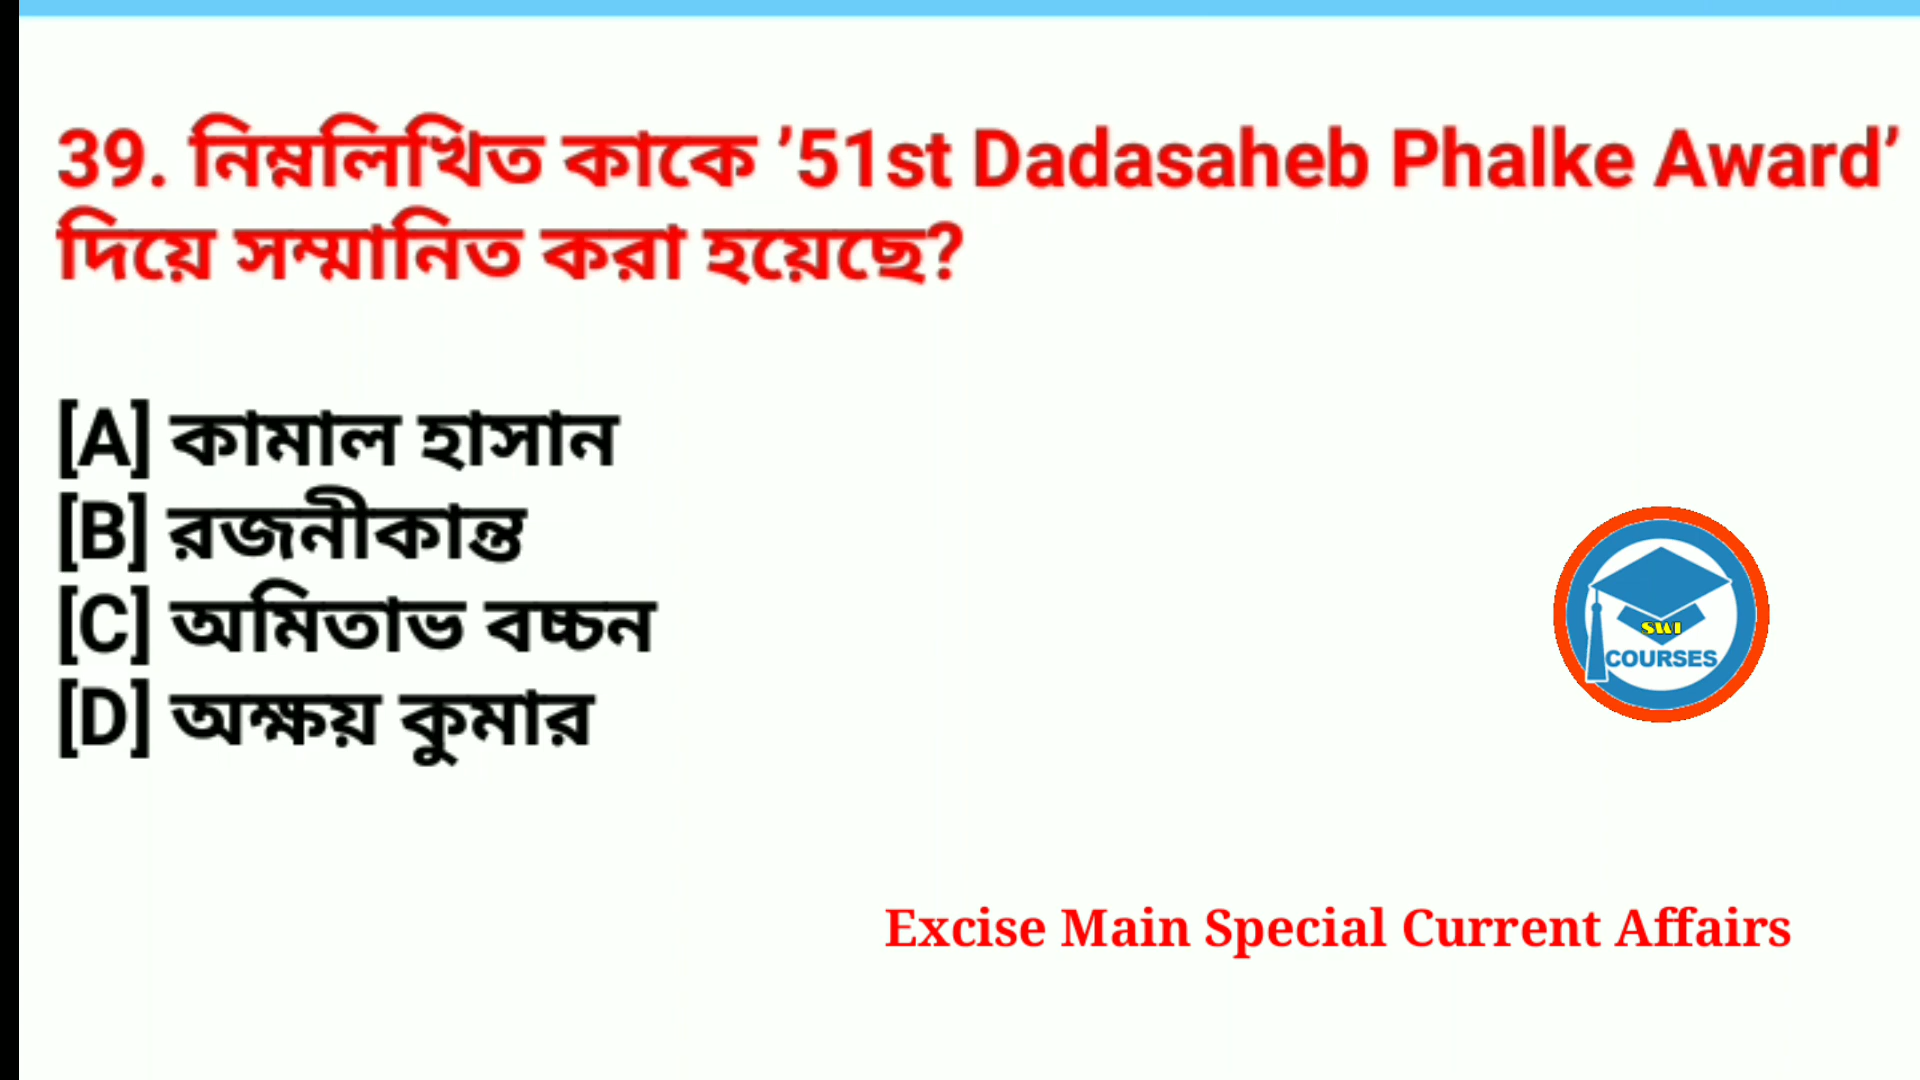 39. নিম্নলিখিত কাকে ’51st Dadasaheb Phalke Award’
দিয়ে সম্মানিত করা হয়েছে?
[A] কামাল হাসান
[B] রজনীকান্ত
[C] অমিতাভ বচ্চন
[D] অক্ষয় কুমার
SWI
COURSES
Excise Main Special Current Affairs